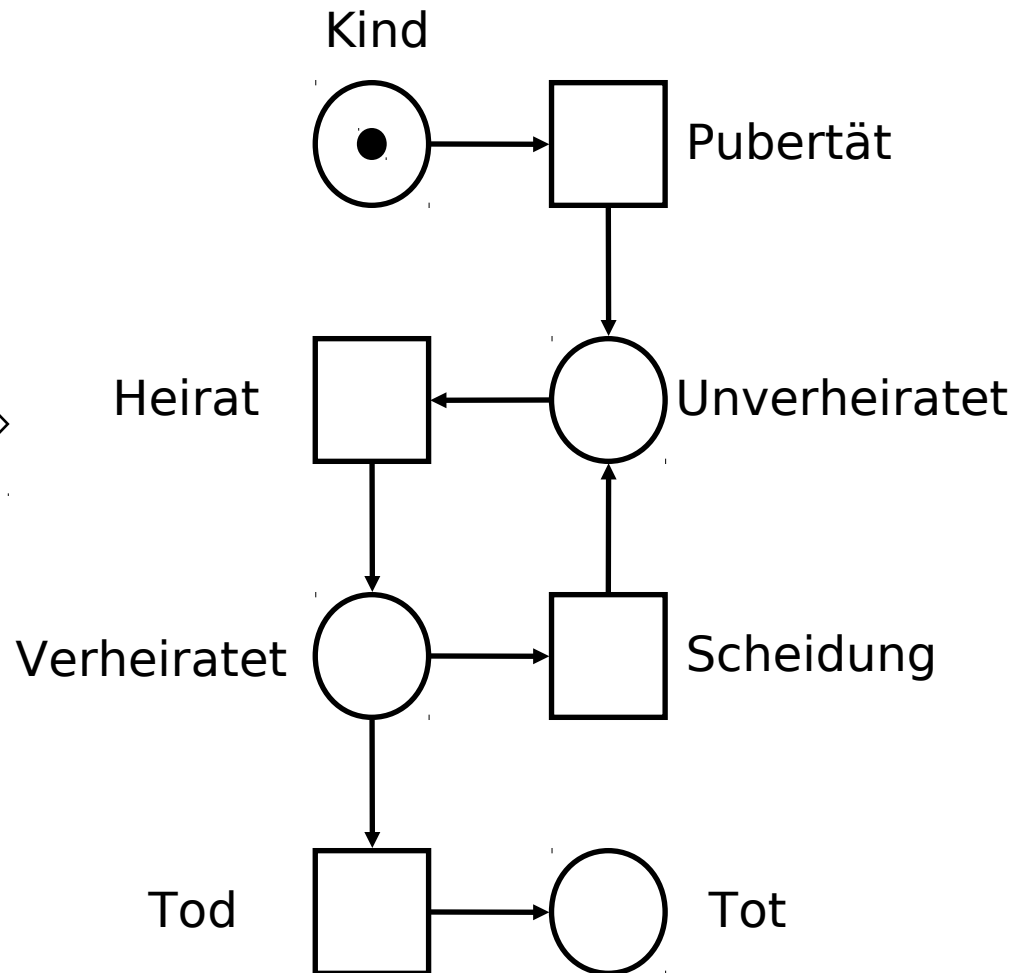 Kind
Pubertät
Heirat
Unverheiratet
Verheiratet
Scheidung
Tod
Tot